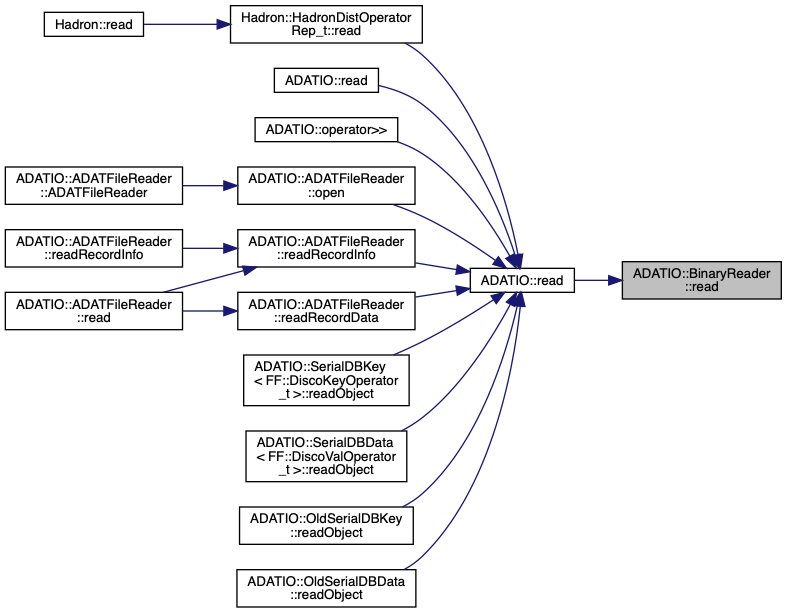 Hadron::read
Hadron::HadronDistOperator
Rep_t::read
ADATIO::read
ADATIO::operator>>
ADATIO::ADATFileReader
::ADATFileReader
ADATIO::ADATFileReader
::open
ADATIO::ADATFileReader
::readRecordInfo
ADATIO::ADATFileReader
::readRecordInfo
ADATIO::ADATFileReader
::read
ADATIO::ADATFileReader
::readRecordData
ADATIO::SerialDBKey
< FF::DiscoKeyOperator
_t >::readObject
ADATIO::SerialDBData
< FF::DiscoValOperator
_t >::readObject
ADATIO::OldSerialDBKey
::readObject
ADATIO::OldSerialDBData
::readObject
ADATIO::read
ADATIO::BinaryReader
::read